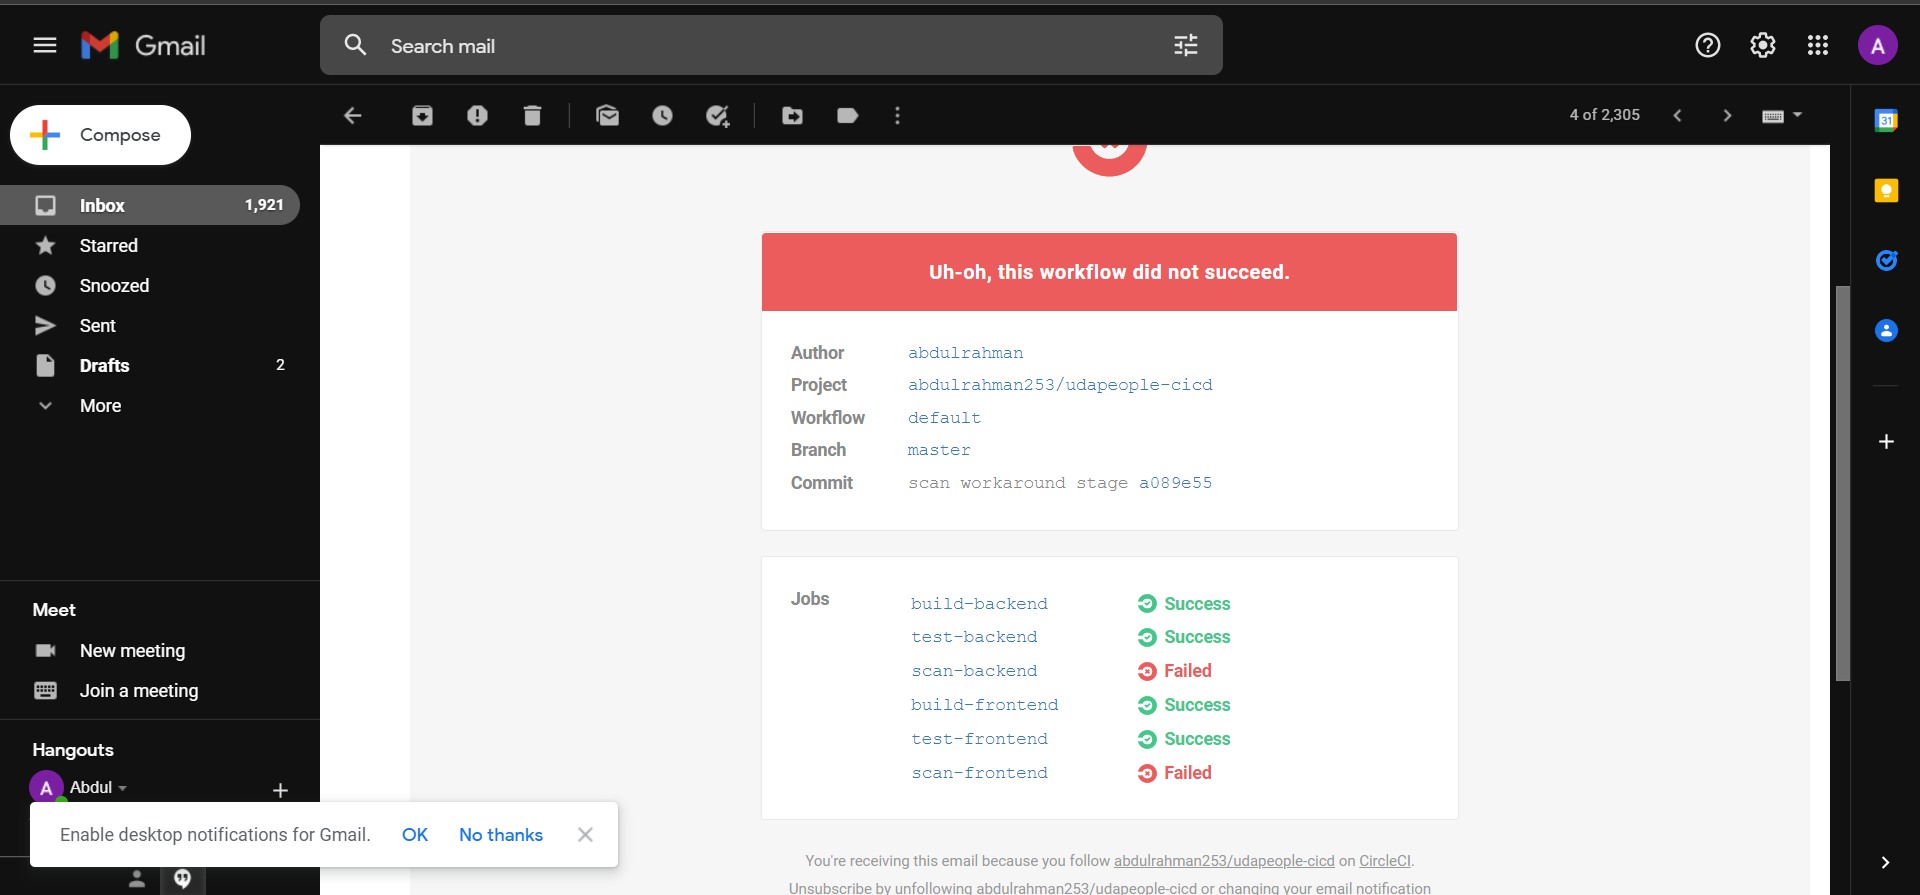 Gmail
Search mail
A
Compose
4 of 2,305
31
Inbox 1,921
Starred
Snoozed
Sent
Drafts 2
More
Meet
New meeting
Join a meeting
Hangouts
A Abdul
Enable desktop notifications for Gmail. OK No thanks
Uh-oh, this workflow did not succeed.
Author abdulrahman
Project abdulrahman253/udapeople-cicd
Workflow default
Branch master
Commit scan workaround stage a089e55
Jobs
build-backend Success
test-backend Success
scan-backend Failed
build-frontend Success
test-frontend Success
scan-frontend Failed
You're receiving this email because you follow abdulrahman253/udapeople-cicd on CircleCI.
Unsubscribe by unfollowing abdulrahman253/udapeople-cicd or changing your email notification